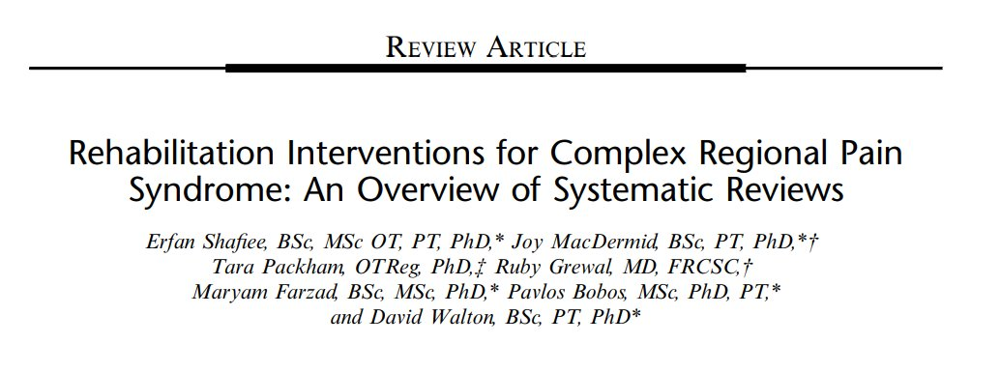 REVIEW ARTICLE
Rehabilitation Interventions for Complex Regional Pain
Syndrome: An Overview of Systematic Reviews
Erfan Shafiee, BSc, MSc OT, PT, PhD,* Joy MacDermid, BSc, PT, PhD,*†
Tara Packham, OTReg, PhD,‡ Ruby Grewal, MD, FRCSC,†
Maryam Farzad, BSc, MSc, PhD,* Pavlos Bobos, MSc, PhD, PT,*
and David Walton, BSc, PT, PhD*